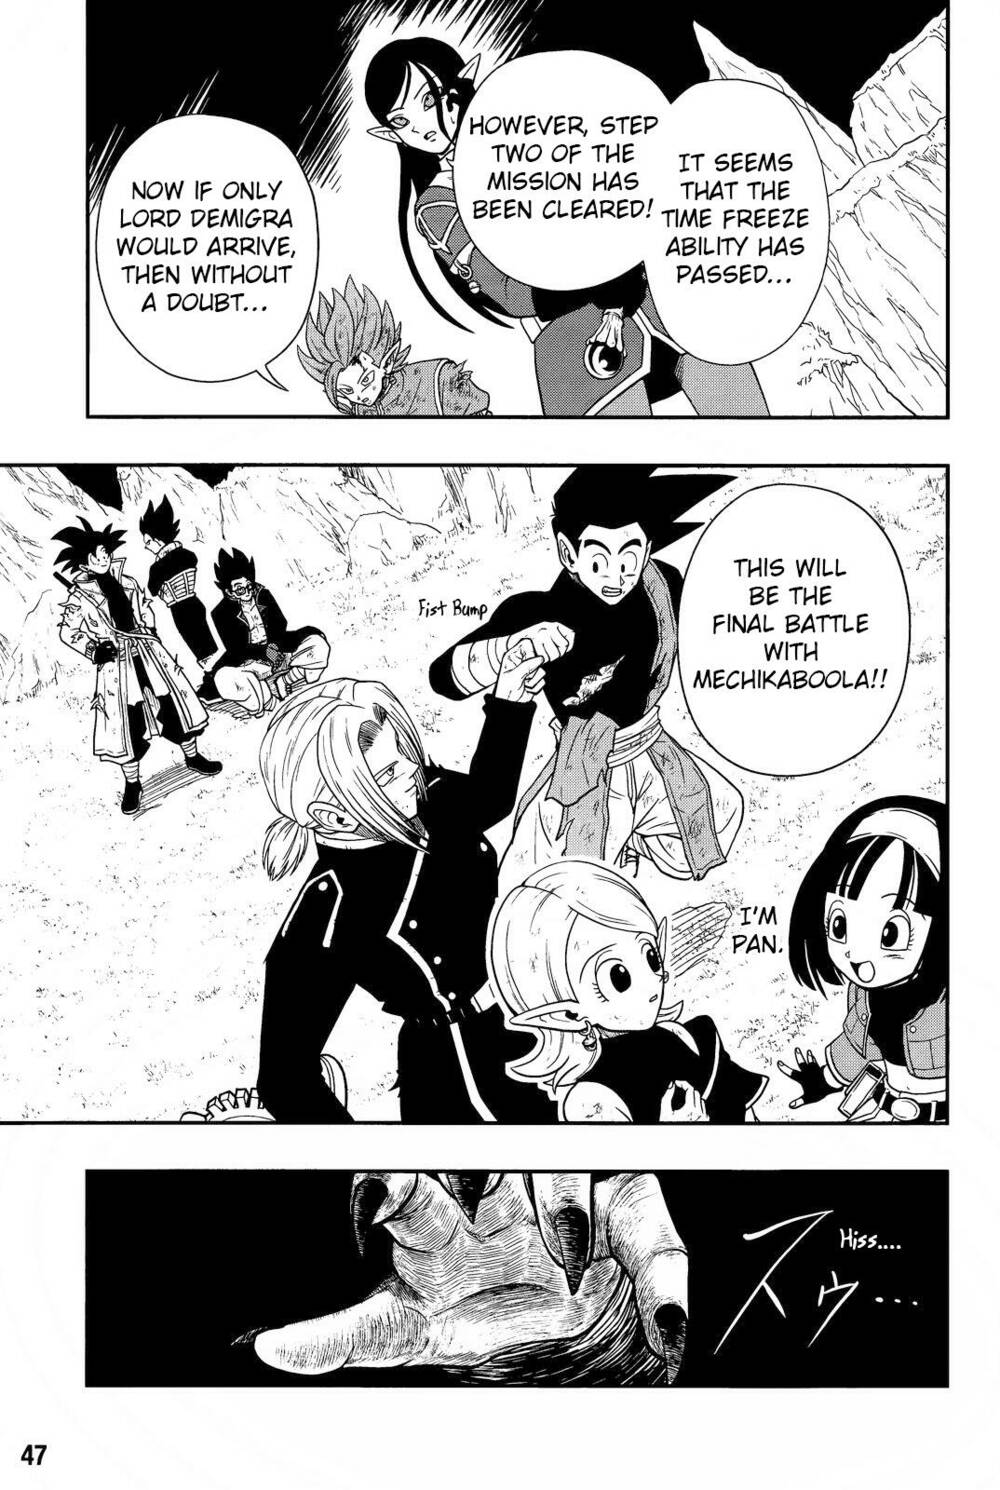 IT SEEMS
THAT THE
TIME FREEZE
ABILITY HAS
PASSED...
HOWEVER, STEP
TWO OF THE
MISSION HAS
BEEN CLEARED!
NOW IF ONLY
LORD DEMIGRA
WOULD ARRIVE,
THEN WITHOUT
A DOUBT...
THIS WILL
BE THE
FINAL BATTLE
WITH
MECHIKABOOLA!!
Fist Bump
I'M
PAN.
Hiss....
スゥ...
47